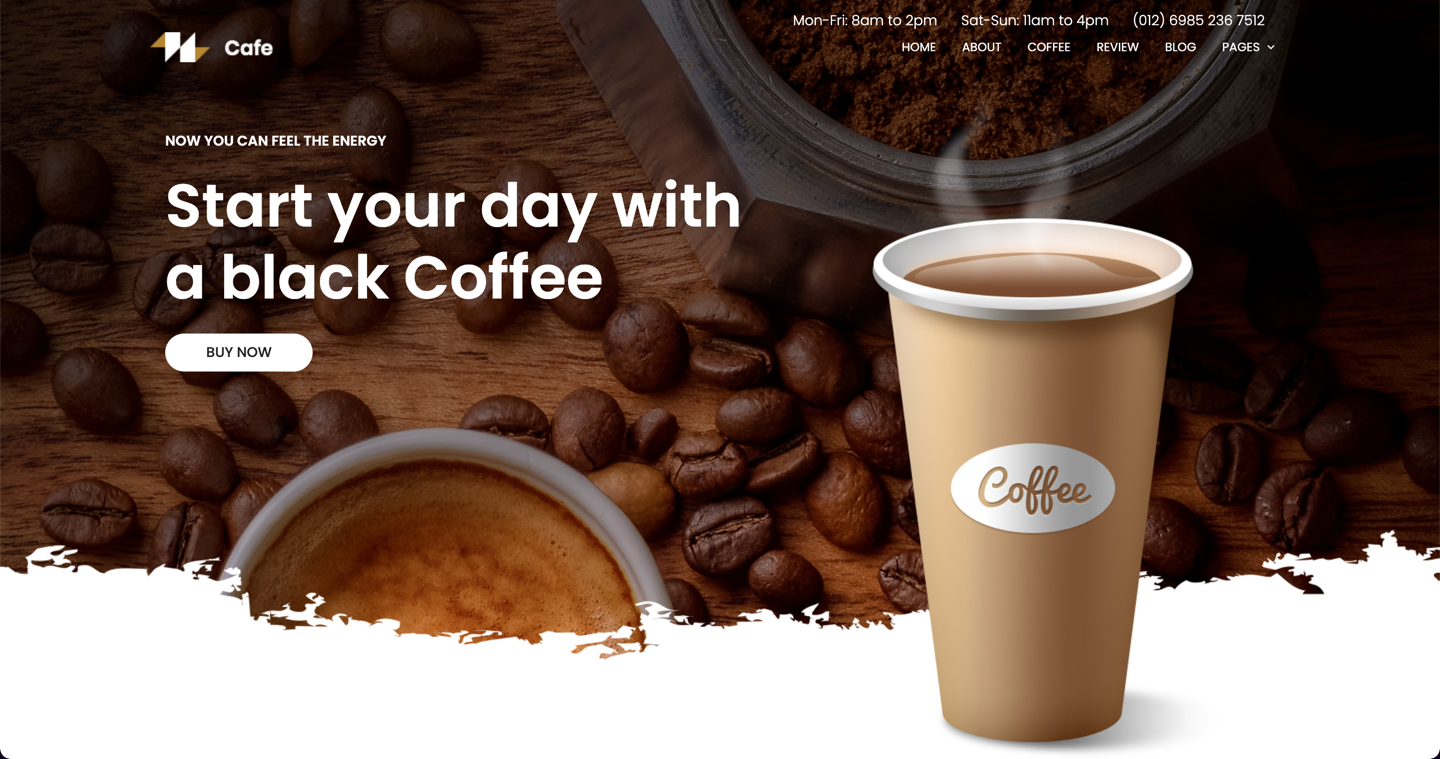 Mon-Fri: 8am to 2pm Sat-Sun: 11am to 4pm (012) 6985 236 7512
Cafe
HOME ABOUT COFFEE REVIEW BLOG PAGES
NOW YOU CAN FEEL THE ENERGY
Start your day with
a black Coffee
BUY NOW
Coffee